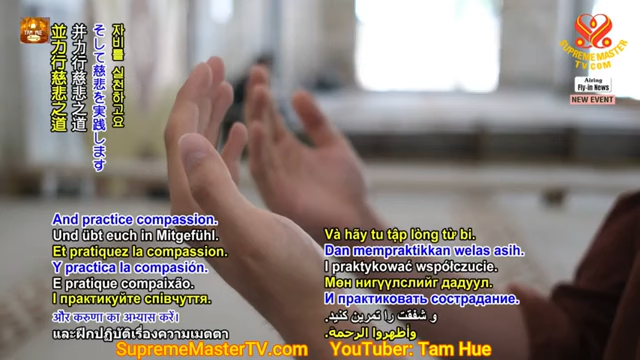 자비를 실천하고요
そして慈悲を実践します
并力行慈悲之道
並力行慈悲之道
SUPREME MASTER
TV.COM
Airing
Fly-in News
NEW EVENT
And practice compassion.
Und übt euch in Mitgefühl.
Et pratiquez la compassion.
Y practica la compasión.
E pratique compaixão.
І практикуйте співчуття.
और करुणा का अभ्यास करें।
และฝึกปฏิบัติเรื่องความเมตตา
Và hãy tu tập lòng từ bi.
Dan mempraktikkan welas asih.
I praktykować współczucie.
Мөн нигүүлслийг дадуул.
И практиковать сострадание.
و شفقت را تمرین کنید.
وأظهروا الرحمة.
SupremeMasterTV.com
YouTuber: Tam Hue